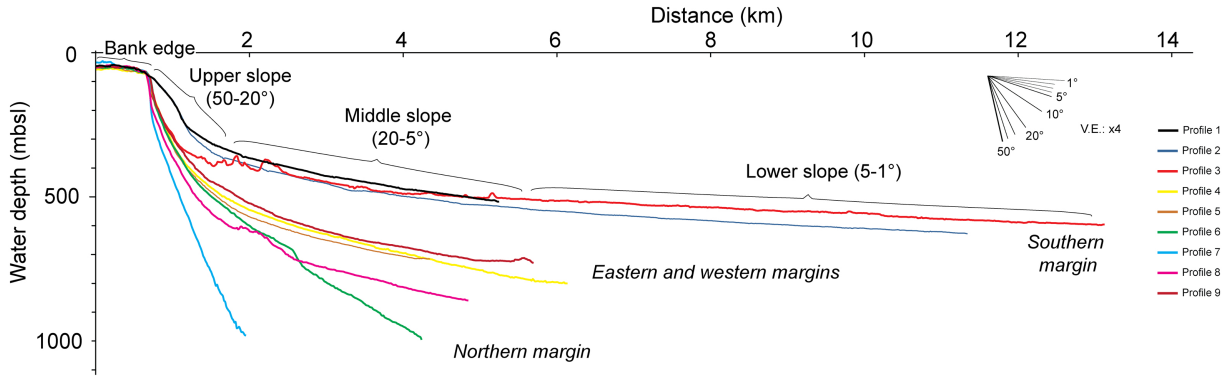 Distance (km)
0
2
4
6
8
10
12
14
Bank edge
Upper slope
(50-20°)
Middle slope
(20-5°)
Lower slope (5-1°)
1°
5°
10°
20°
50°
V.E.: x4
Water depth (mbsl)
500
1000
Southern
margin
Eastern and western margins
Northern margin
Profile 1
Profile 2
Profile 3
Profile 4
Profile 5
Profile 6
Profile 7
Profile 8
Profile 9